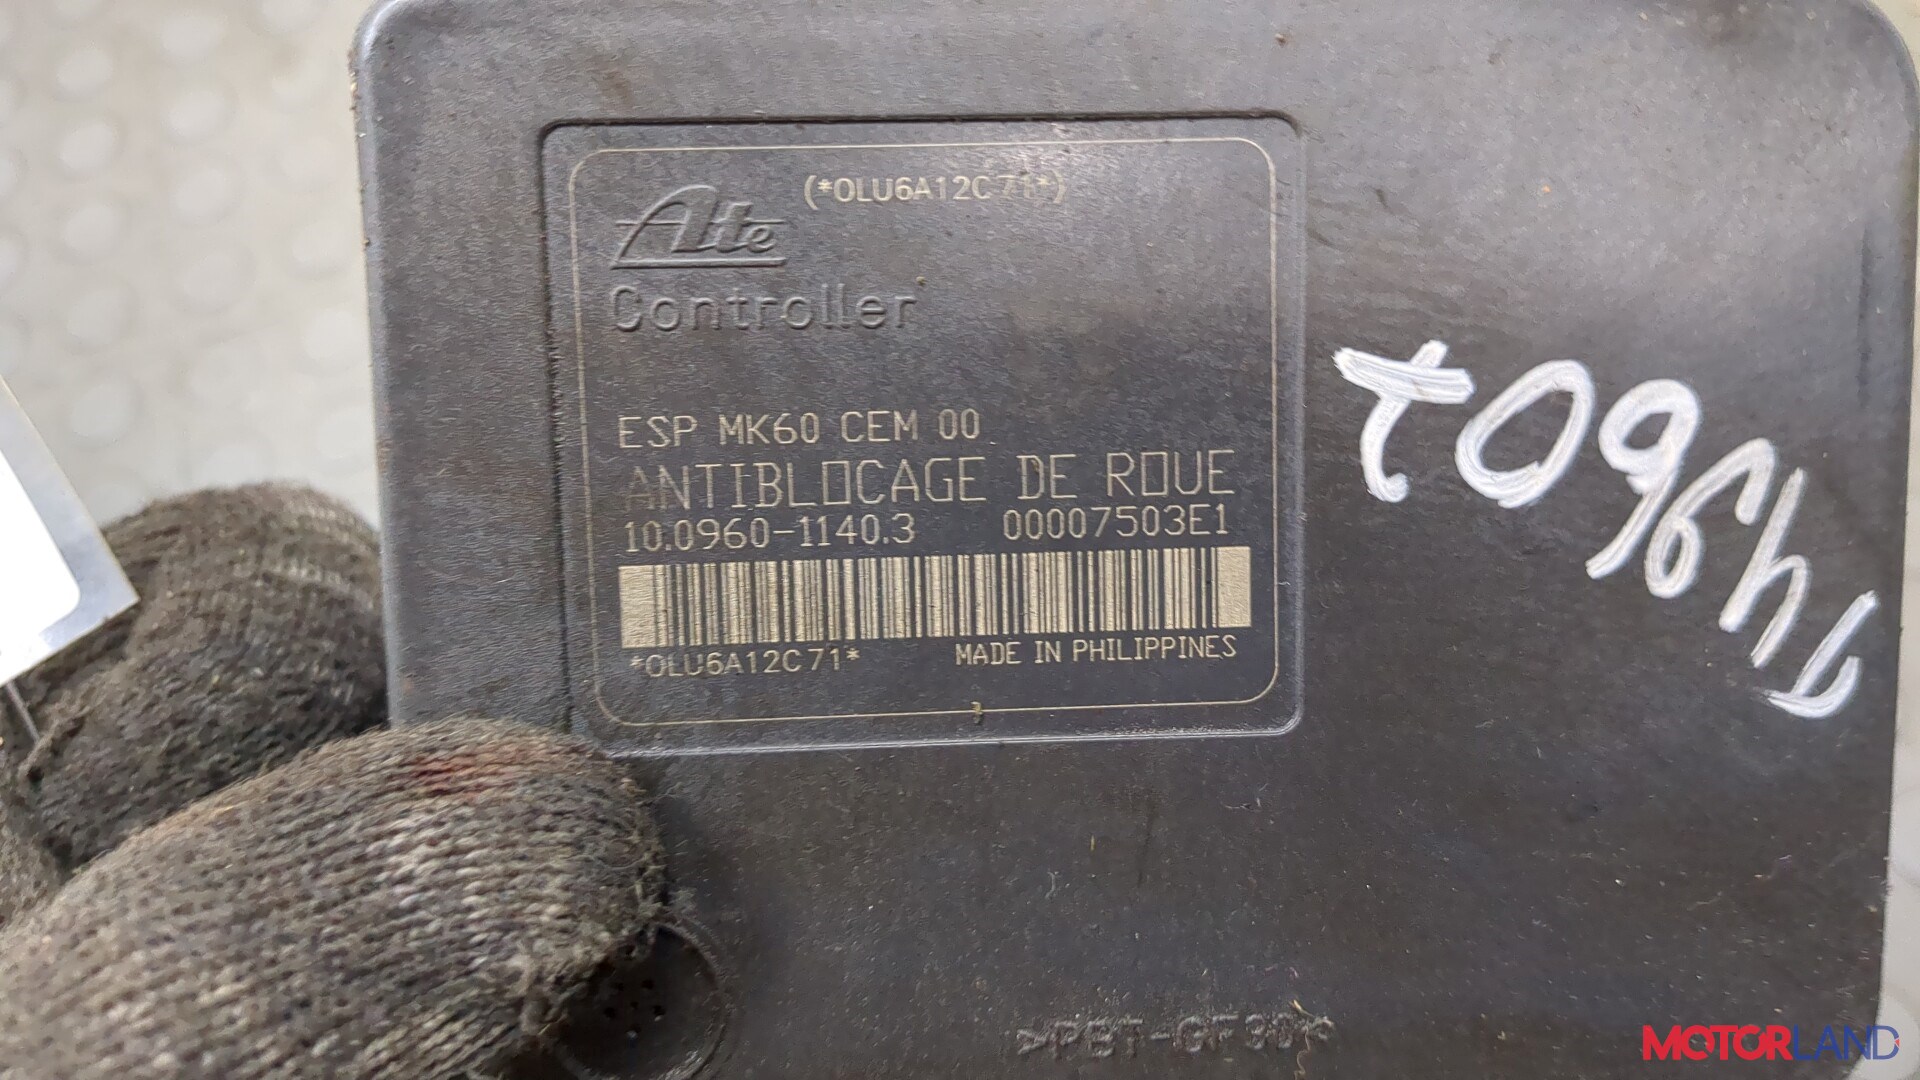 (*OLU6A12C71*)
Ate
Controller
ESP MK60 CEM 00
ANTIBLOCAGE DE ROUE
10.0960-1140.3 00007503E1
*OLU6A12C71*
MADE IN PHILIPPINES
>PBT-GF30<
MOTORLAND